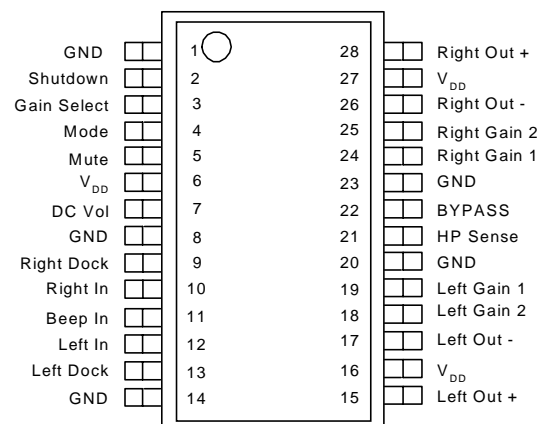 GND 1 28 Right Out +
Shutdown 2 27 VDD
Gain Select 3 26 Right Out -
Mode 4 25 Right Gain 2
Mute 5 24 Right Gain 1
VDD 6 23 GND
DC Vol 7 22 BYPASS
GND 8 21 HP Sense
Right Dock 9 20 GND
Right In 10 19 Left Gain 1
Beep In 11 18 Left Gain 2
Left In 12 17 Left Out -
Left Dock 13 16 VDD
GND 14 15 Left Out +